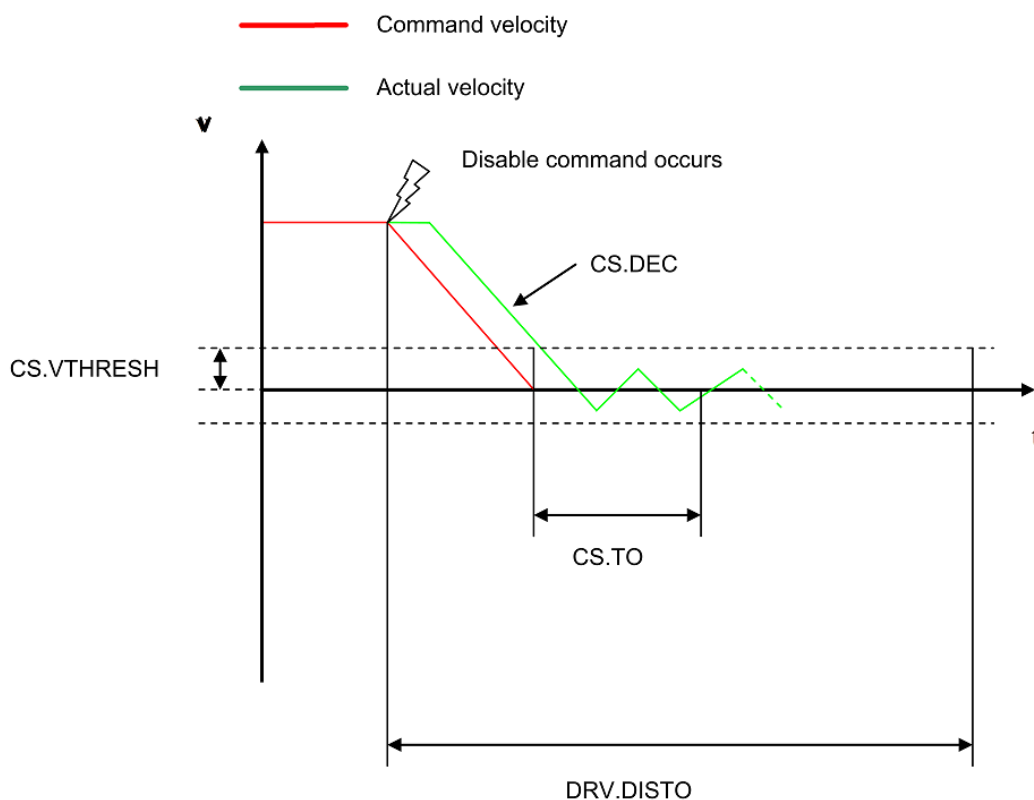 Command velocity
Actual velocity
v
Disable command occurs
CS.DEC
CS.VTHRESH
t
CS.TO
DRV.DISTO